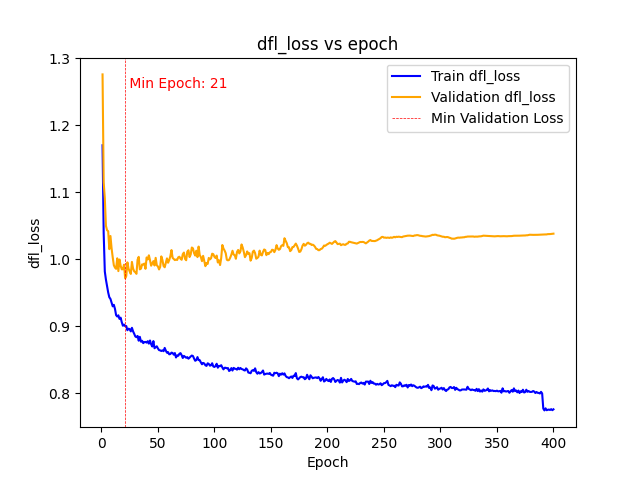 dfl_loss vs epoch
1.3
1.2
1.1
1.0
0.9
0.8
dfl_loss
Min Epoch: 21
Train dfl_loss
Validation dfl_loss
Min Validation Loss
0 50 100 150 200 250 300 350 400
Epoch